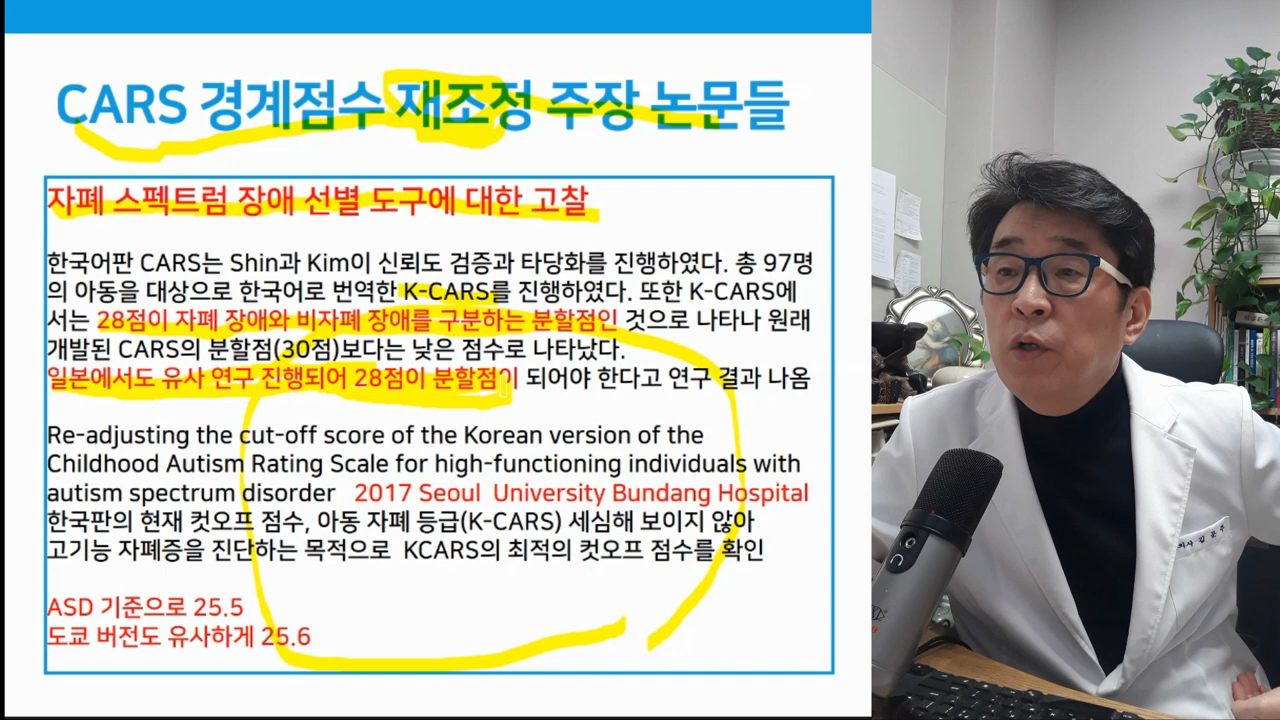 CARS 경계점수 재조정 주장 논문들
자폐 스펙트럼 장애 선별 도구에 대한 고찰
한국어판 CARS는 Shin과 Kim이 신뢰도 검증과 타당화를 진행하였다. 총 97명
의 아동을 대상으로 한국어로 번역한 K-CARS를 진행하였다. 또한 K-CARS에
서는 28점이 자폐 장애와 비자폐 장애를 구분하는 분할점인 것으로 나타나 원래
개발된 CARS의 분할점(30점)보다는 낮은 점수로 나타났다.
일본에서도 유사 연구 진행되어 28점이 분할점이 되어야 한다고 연구 결과 나옴
Re-adjusting the cut-off score of the Korean version of the
Childhood Autism Rating Scale for high-functioning individuals with
autism spectrum disorder 2017 Seoul University Bundang Hospital
한국판의 현재 컷오프 점수, 아동 자폐 등급(K-CARS) 세심해 보이지 않아
고기능 자폐증을 진단하는 목적으로 KCARS의 최적의 컷오프 점수를 확인
ASD 기준으로 25.5
도쿄 버전도 유사하게 25.6